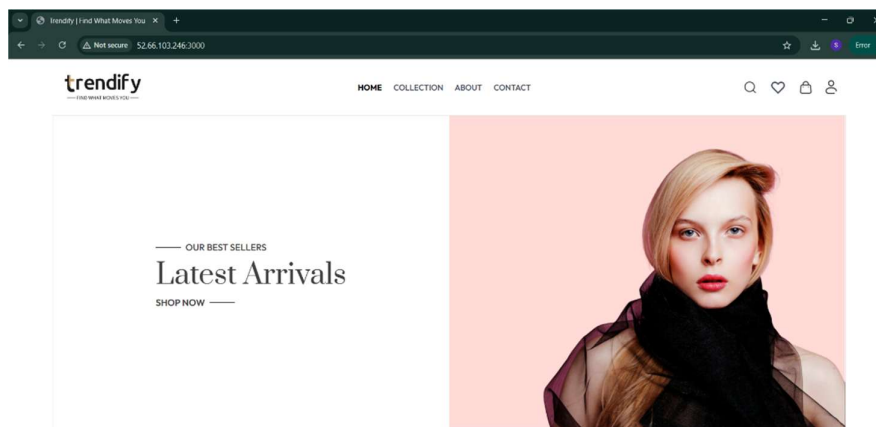 Trendify | Find What Moves You
Not secure 52.66.103.246:3000
Error
trendify
FIND WHAT MOVES YOU
HOME COLLECTION ABOUT CONTACT
OUR BEST SELLERS
Latest Arrivals
SHOP NOW